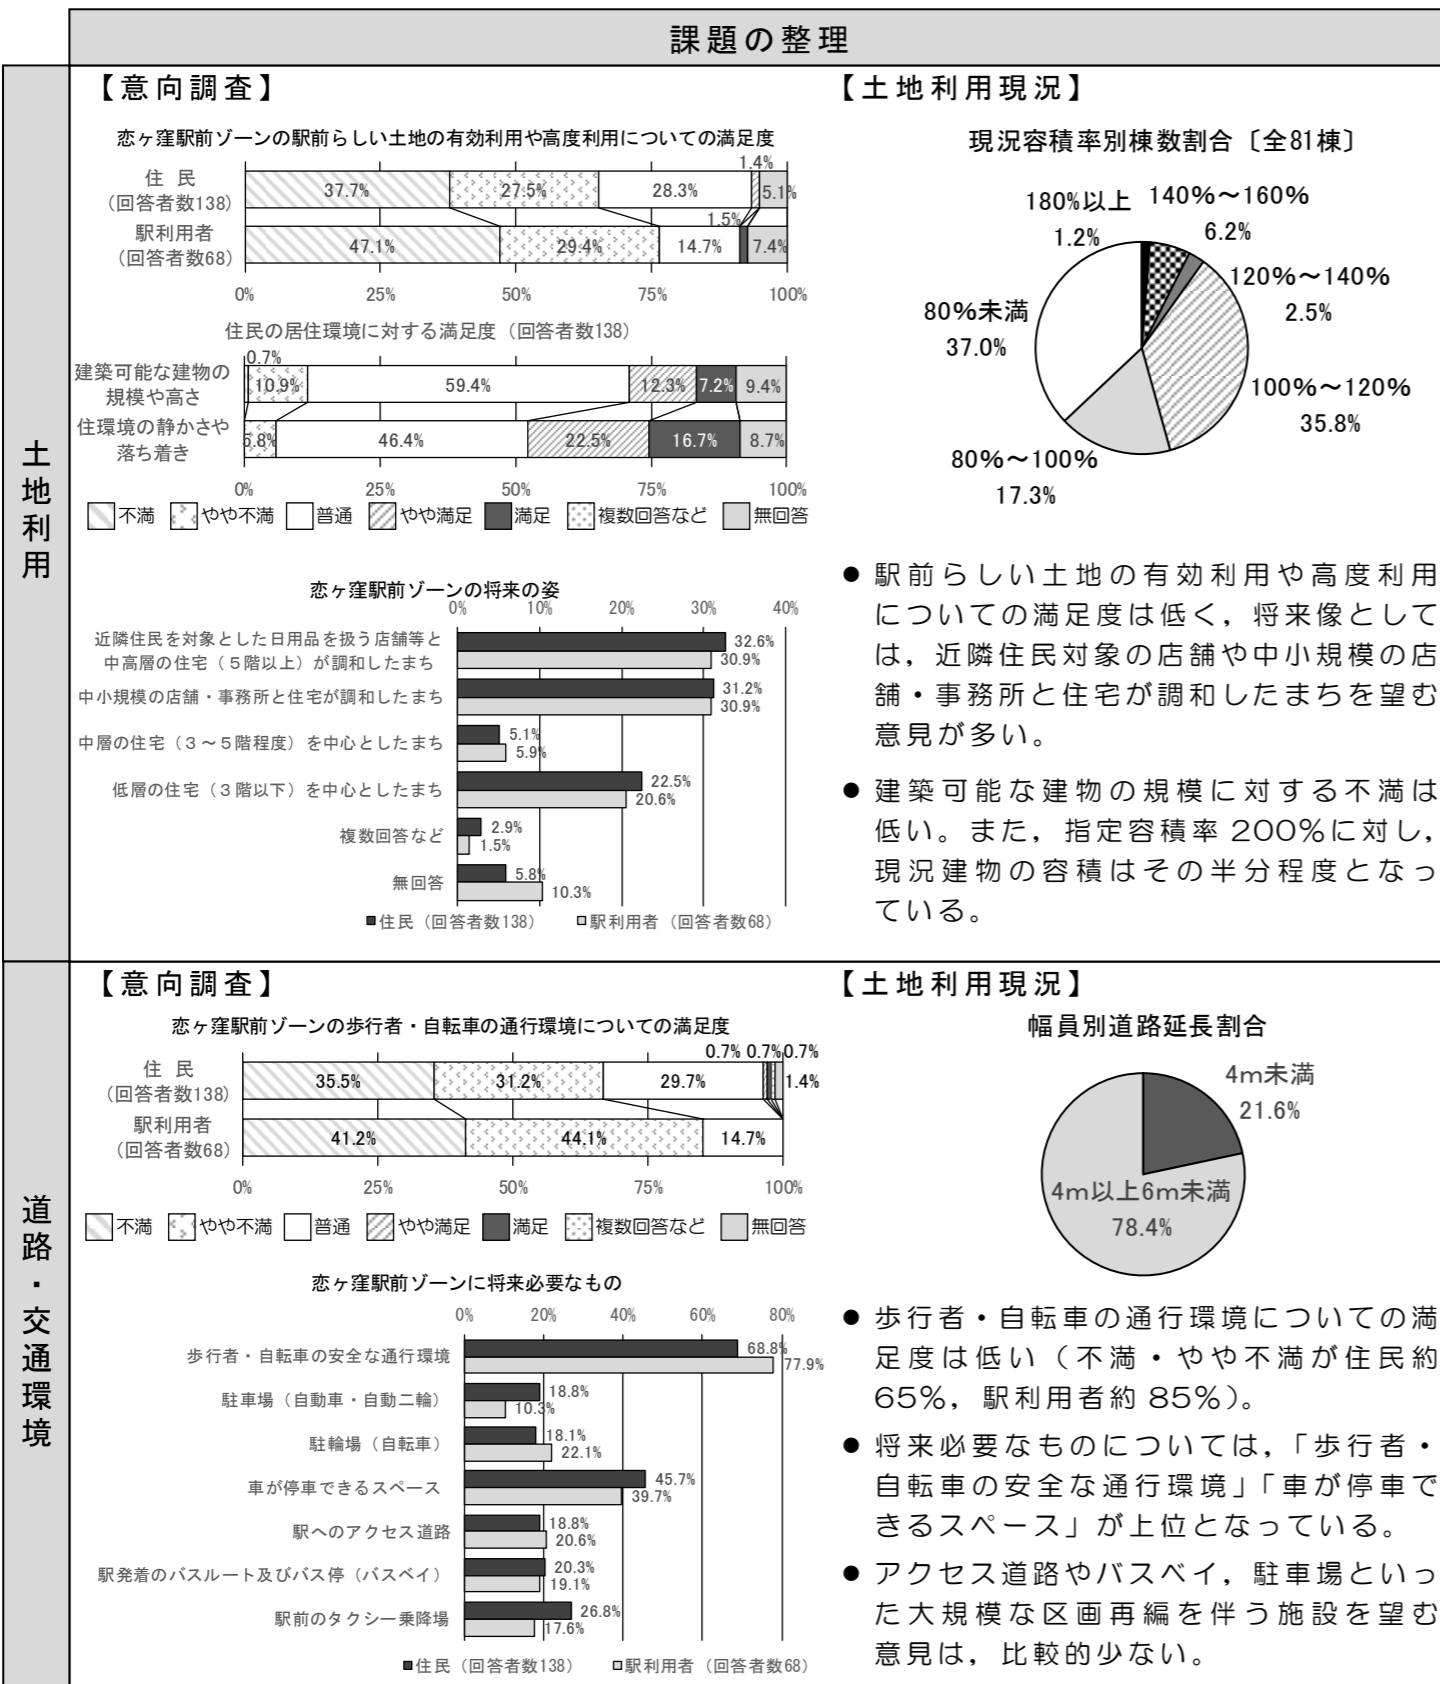 課題の整理
土地利用
【意向調査】
恋ヶ窪駅前ゾーンの駅前らしい土地の有効利用や高度利用についての満足度
1.4%
住 民
(回答者数138)
37.7% 27.5% 28.3% 5.1%
1.5%
駅利用者
(回答者数68)
47.1% 29.4% 14.7% 7.4%
0% 25% 50% 75% 100%
住民の居住環境に対する満足度（回答者数138）
0.7%
建築可能な建物の
規模や高さ
10.9% 59.4% 12.3% 7.2% 9.4%
住環境の静かさや
落ち着き
5.8% 46.4% 22.5% 16.7% 8.7%
0% 25% 50% 75% 100%
不満 やや不満 普通 やや満足 満足 複数回答など 無回答
恋ヶ窪駅前ゾーンの将来の姿
0% 10% 20% 30% 40%
近隣住民を対象とした日用品を扱う店舗等と
中高層の住宅（５階以上）が調和したまち
32.6%
30.9%
中小規模の店舗・事務所と住宅が調和したまち
31.2%
30.9%
中層の住宅（３～５階程度）を中心としたまち
5.1%
5.9%
低層の住宅（３階以下）を中心としたまち
22.5%
20.6%
複数回答など
2.9%
1.5%
無回答
5.8%
10.3%
■住民（回答者数138） □駅利用者（回答者数68）
【土地利用現況】
現況容積率別棟数割合〔全81棟〕
180%以上
1.2%
140%～160%
6.2%
120%～140%
2.5%
100%～120%
35.8%
80%～100%
17.3%
80%未満
37.0%
● 駅前らしい土地の有効利用や高度利用
についての満足度は低く，将来像として
は，近隣住民対象の店舗や中小規模の店
舗・事務所と住宅が調和したまちを望む
意見が多い。
● 建築可能な建物の規模に対する不満は
低い。また，指定容積率 200%に対し，
現況建物の容積はその半分程度となっ
ている。
道路・交通環境
【意向調査】
恋ヶ窪駅前ゾーンの歩行者・自転車の通行環境についての満足度
0.7% 0.7% 0.7%
住 民
(回答者数138)
35.5% 31.2% 29.7% 1.4%
駅利用者
(回答者数68)
41.2% 44.1% 14.7%
0% 25% 50% 75% 100%
不満 やや不満 普通 やや満足 満足 複数回答など 無回答
恋ヶ窪駅前ゾーンに将来必要なもの
0% 20% 40% 60% 80%
歩行者・自転車の安全な通行環境
68.8%
77.9%
駐車場（自動車・自動二輪）
18.8%
10.3%
駐輪場（自転車）
18.1%
22.1%
車が停車できるスペース
45.7%
39.7%
駅へのアクセス道路
18.8%
20.6%
駅発着のバスルート及びバス停（バスベイ）
20.3%
19.1%
駅前のタクシー乗降場
26.8%
17.6%
■住民（回答者数138） □駅利用者（回答者数68）
【土地利用現況】
幅員別道路延長割合
4m未満
21.6%
4m以上6m未満
78.4%
● 歩行者・自転車の通行環境についての満
足度は低い（不満・やや不満が住民約
65%，駅利用者約 85%）。
● 将来必要なものについては，「歩行者・
自転車の安全な通行環境」「車が停車で
きるスペース」が上位となっている。
● アクセス道路やバスベイ，駐車場といっ
た大規模な区画再編を伴う施設を望む
意見は，比較的少ない。